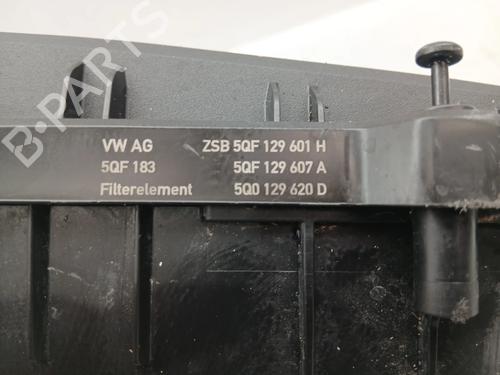 B-PARTS
VW AG ZSB 5QF 129 601 H
5QF 183 5QF 129 607 A
Filterelement 5Q0 129 620 D